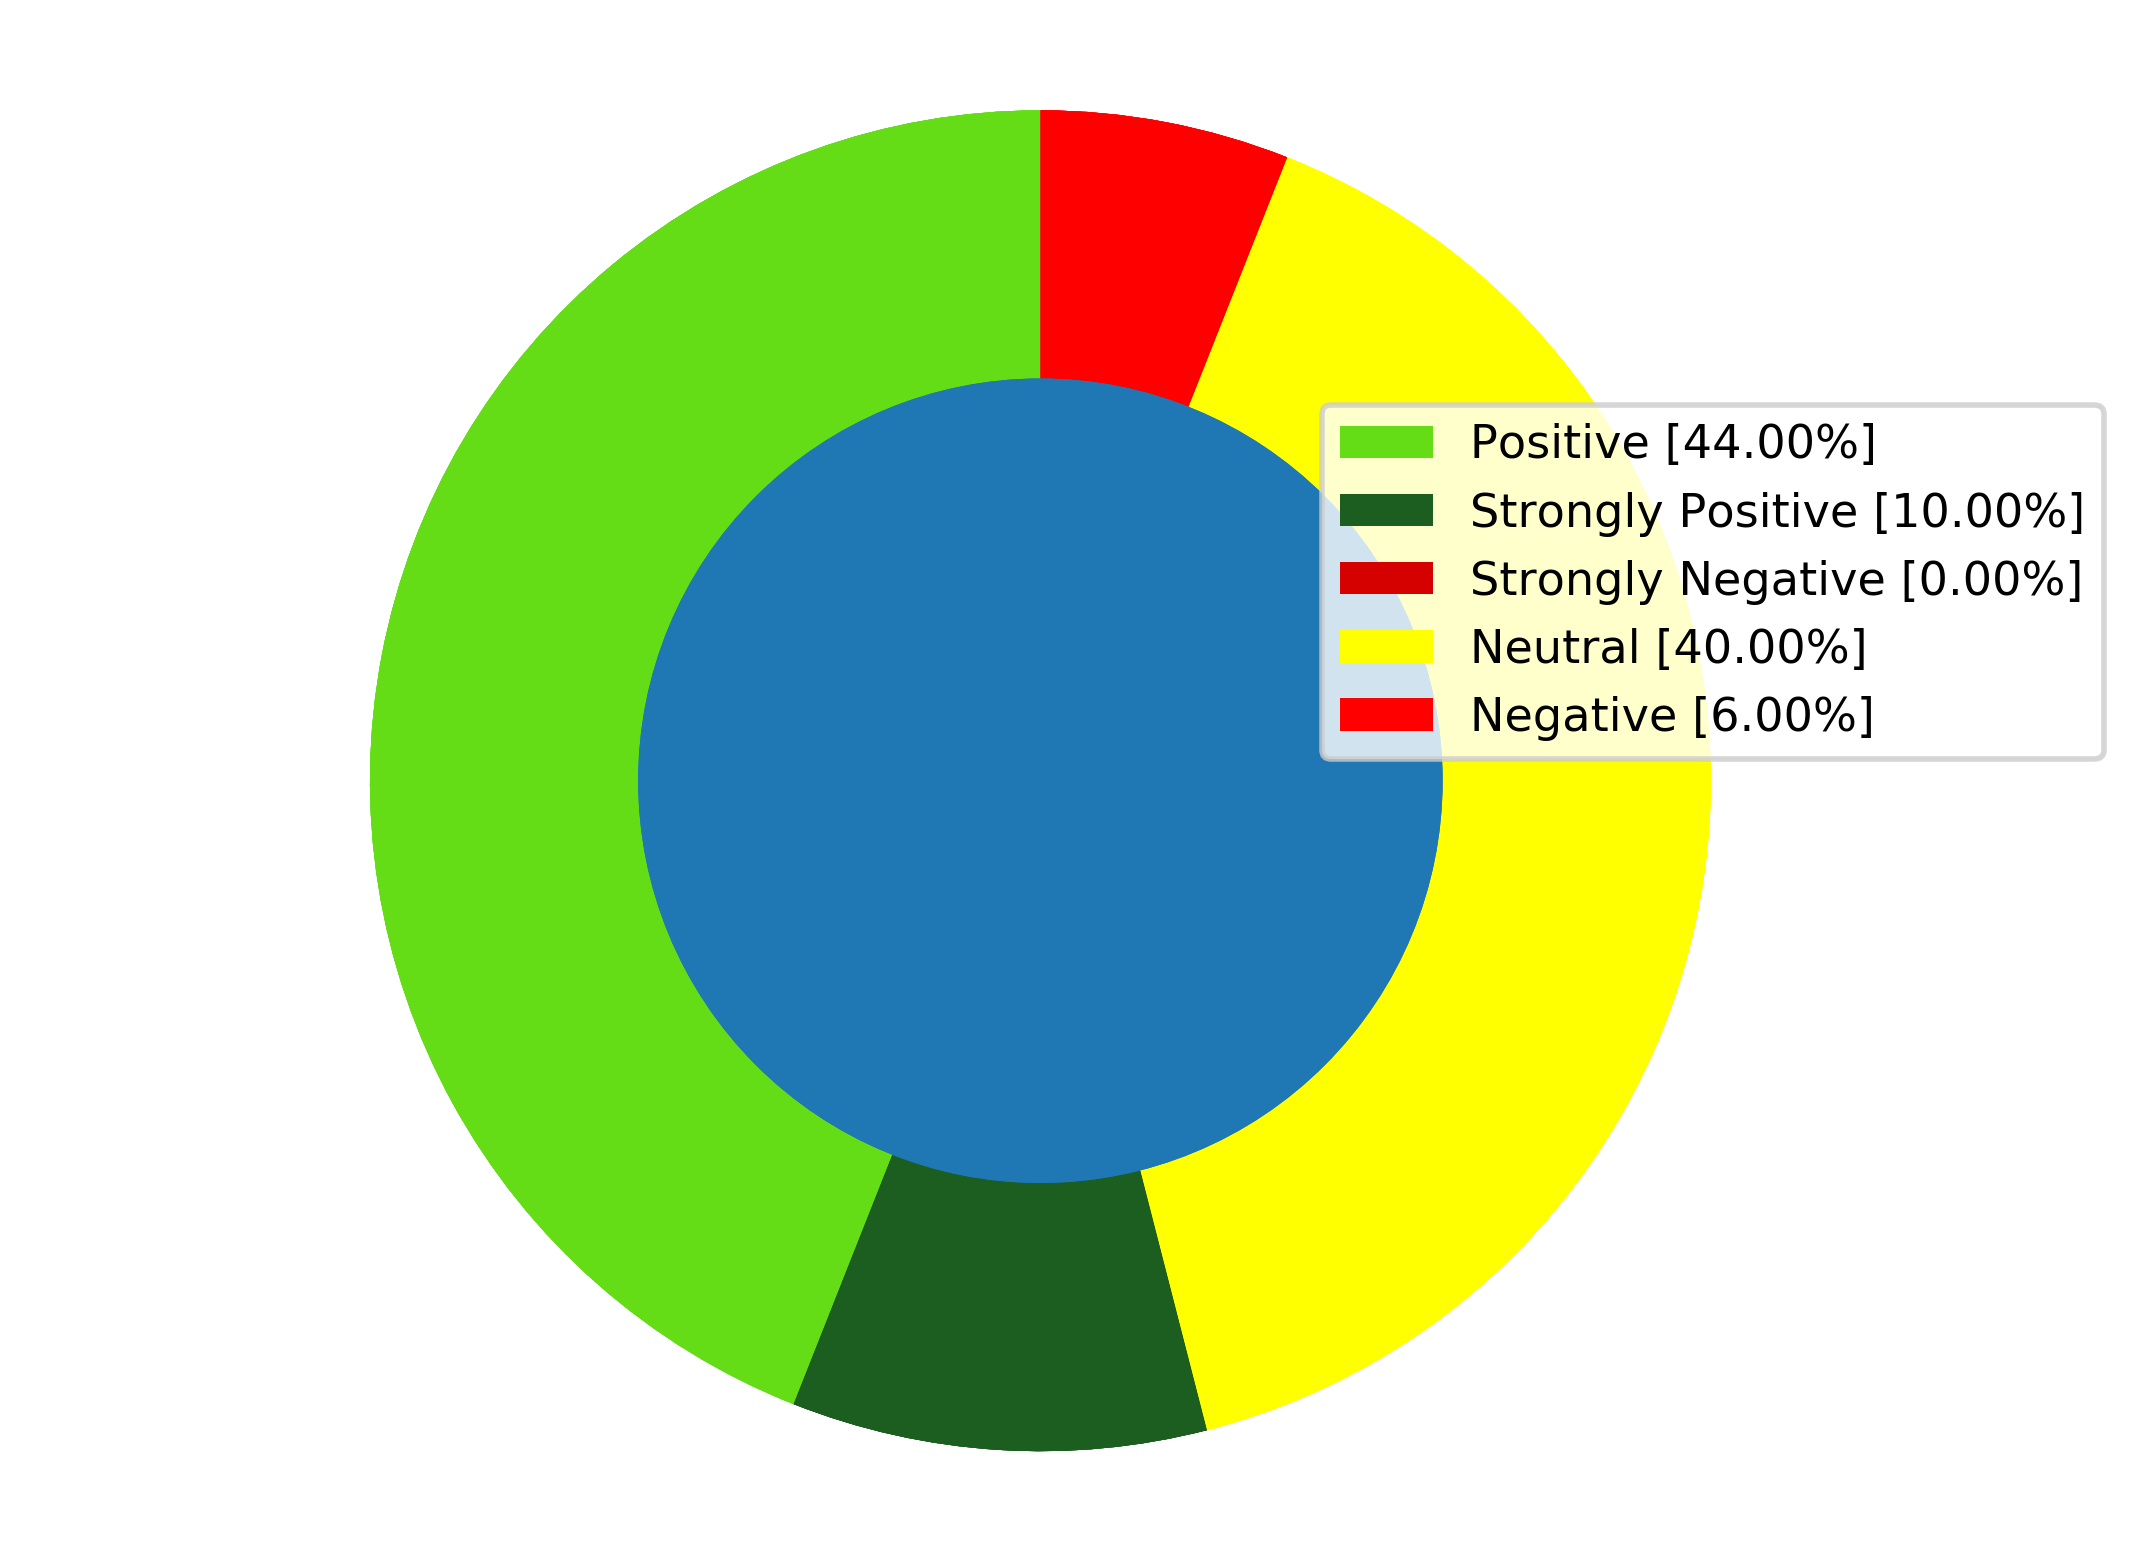 Positive [44.00%]
Strongly Positive [10.00%]
Strongly Negative [0.00%]
Neutral [40.00%]
Negative [6.00%]